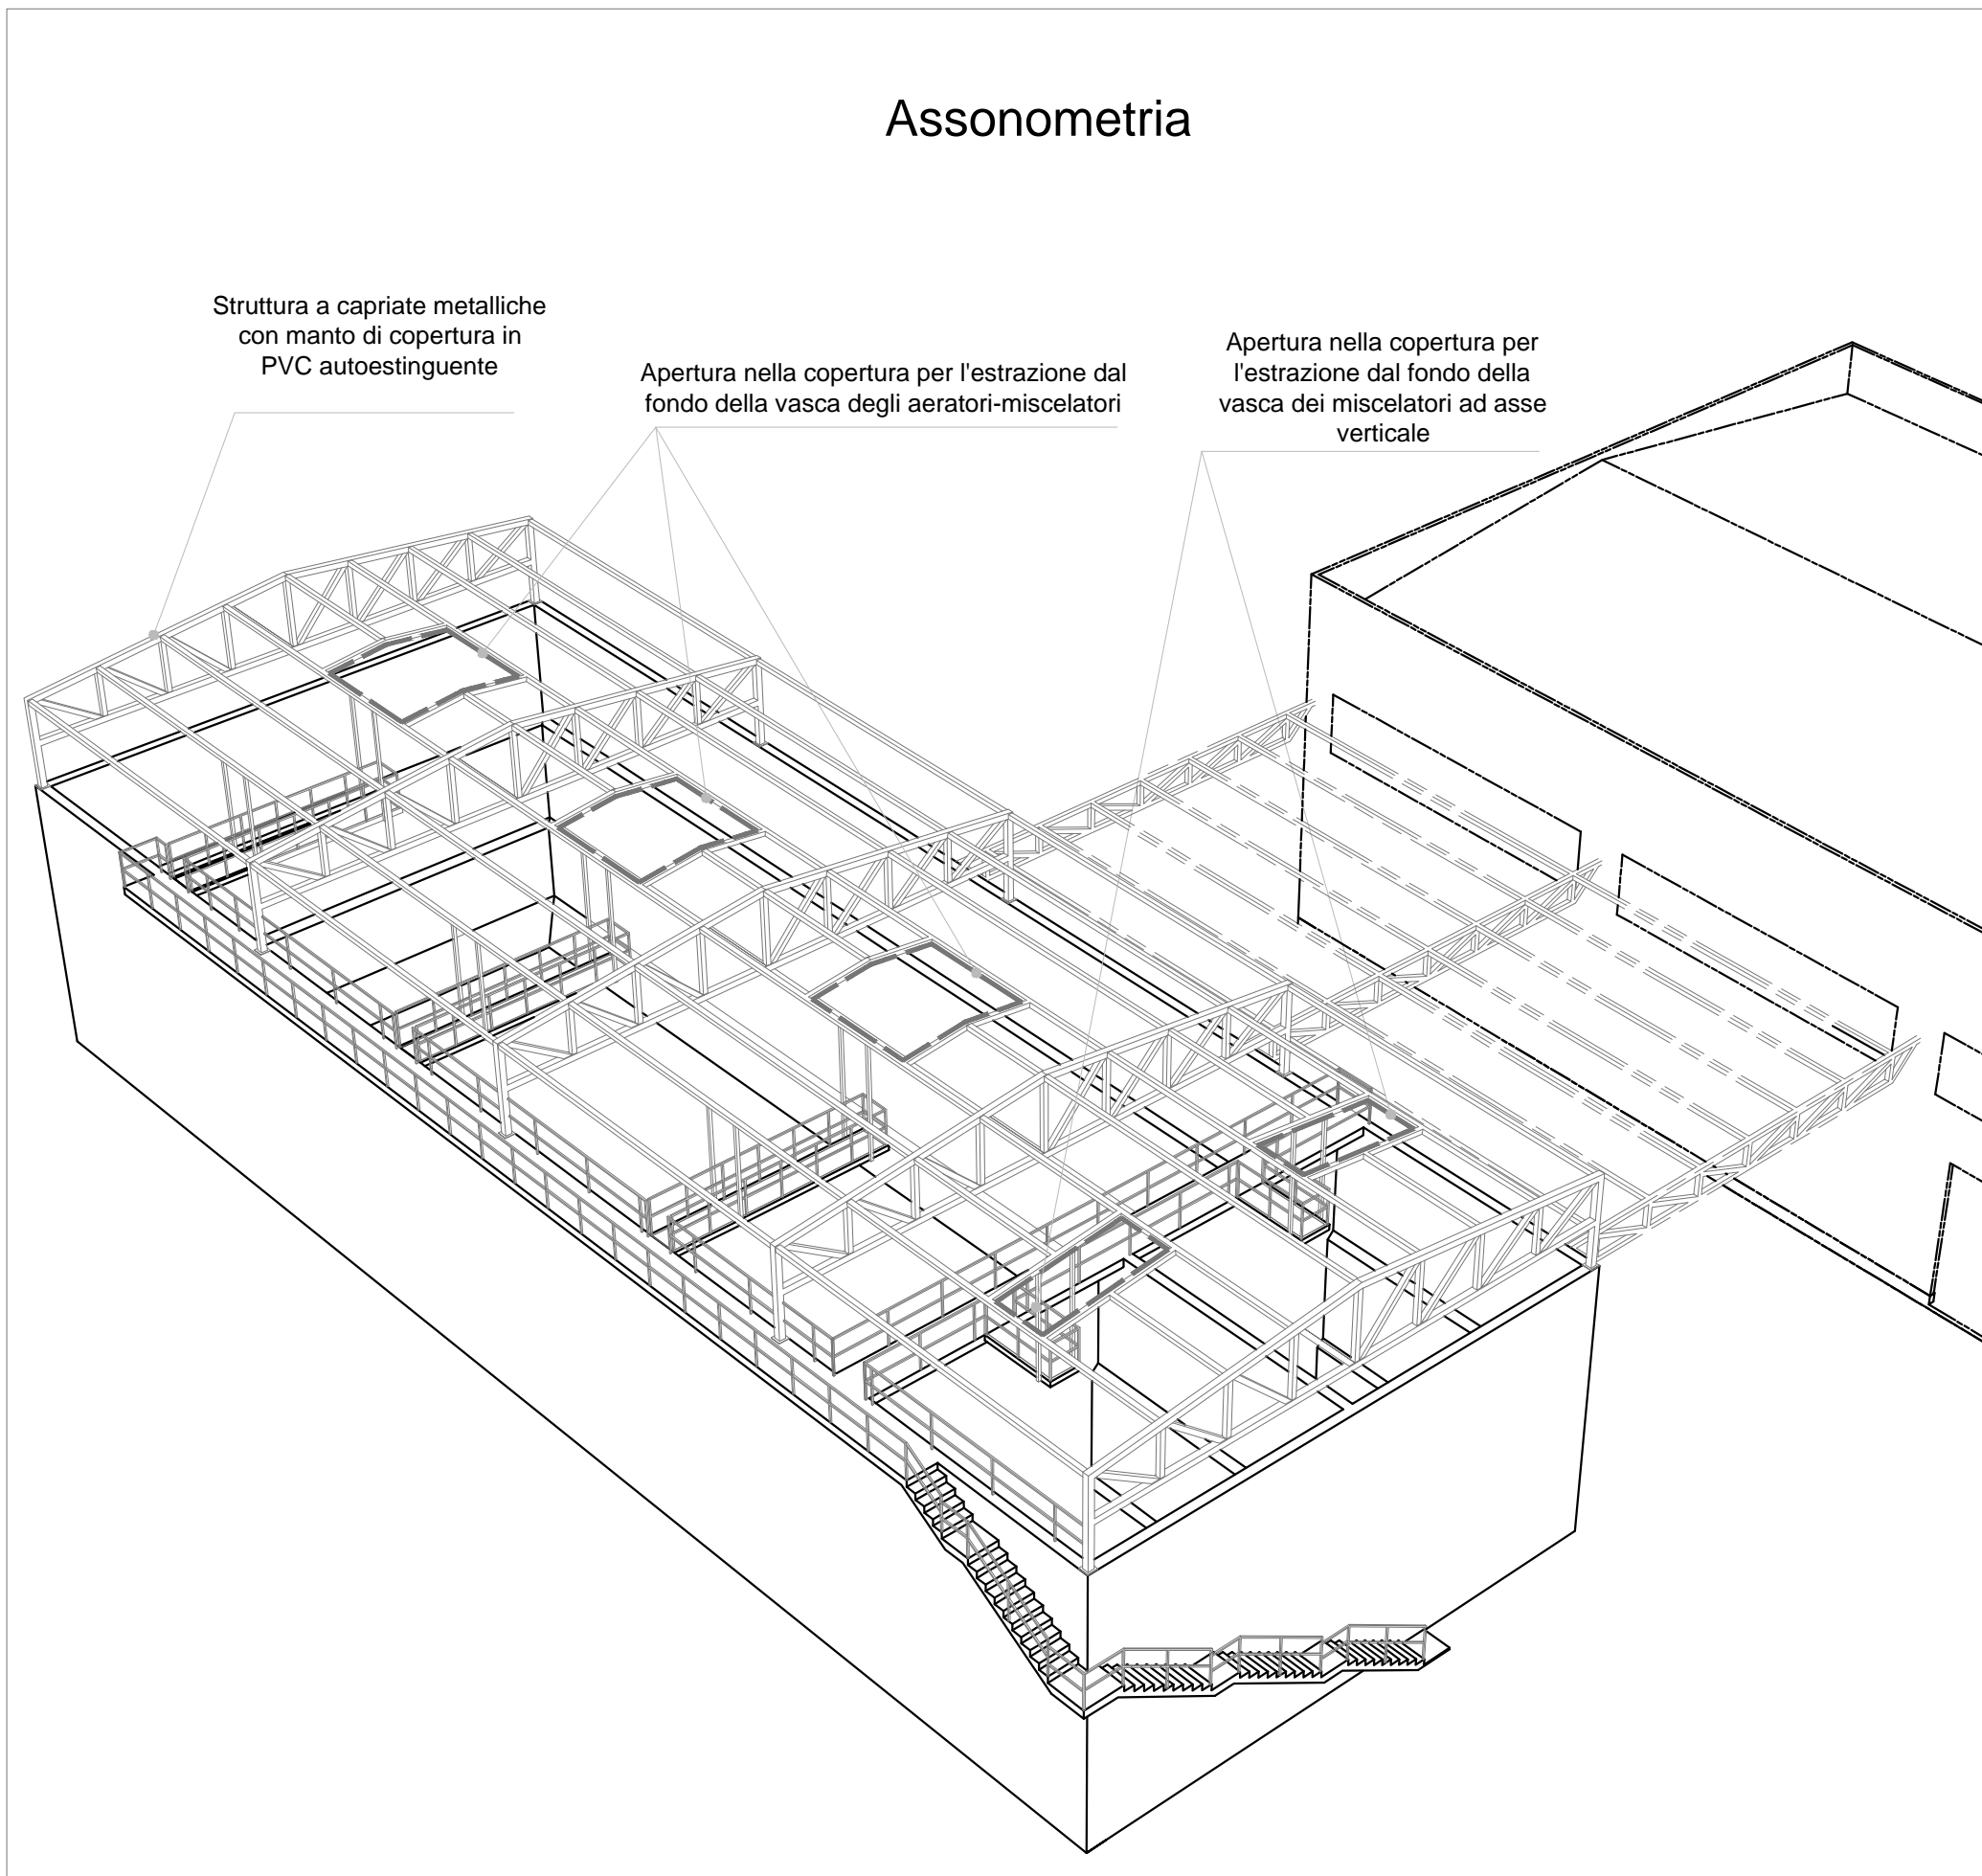 Assonometria
Struttura a capriate metalliche
con manto di copertura in
PVC autoestinguente
Apertura nella copertura per l'estrazione dal
fondo della vasca degli aeratori-miscelatori
Apertura nella copertura per
l'estrazione dal fondo della
vasca dei miscelatori ad asse
verticale